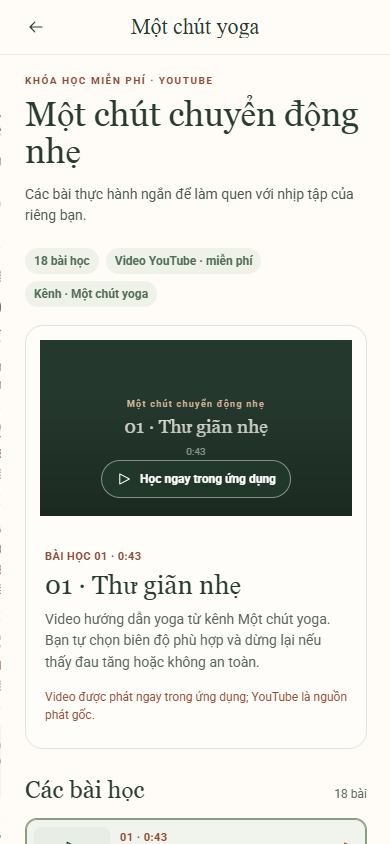 Một chút yoga
KHÓA HỌC MIỄN PHÍ · YOUTUBE
Một chút chuyển động
nhẹ
Các bài thực hành ngắn để làm quen với nhịp tập của
riêng bạn.
18 bài học
Video YouTube · miễn phí
Kênh · Một chút yoga
Một chút chuyển động nhẹ
01 · Thư giãn nhẹ
0:43
Học ngay trong ứng dụng
BÀI HỌC 01 · 0:43
01 · Thư giãn nhẹ
Video hướng dẫn yoga từ kênh Một chút yoga.
Bạn tự chọn biên độ phù hợp và dừng lại nếu
thấy đau tăng hoặc không an toàn.
Video được phát ngay trong ứng dụng; YouTube là nguồn
phát gốc.
Các bài học
18 bài
01 · 0:43